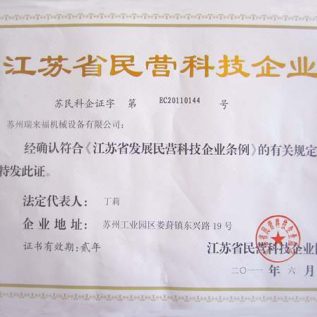 江苏省民营科技企业
苏民科企证字 第 EC20110144 号
苏州瑞来福机械设备有限公司：
经确认符合《江苏省发展民营科技企业条例》的有关规定
特发此证。
法定代表人： 丁莉
企业地址： 苏州工业园区娄葑镇东兴路19号
证书有效期：贰年
江苏省民营科技企业
二〇一一年六月